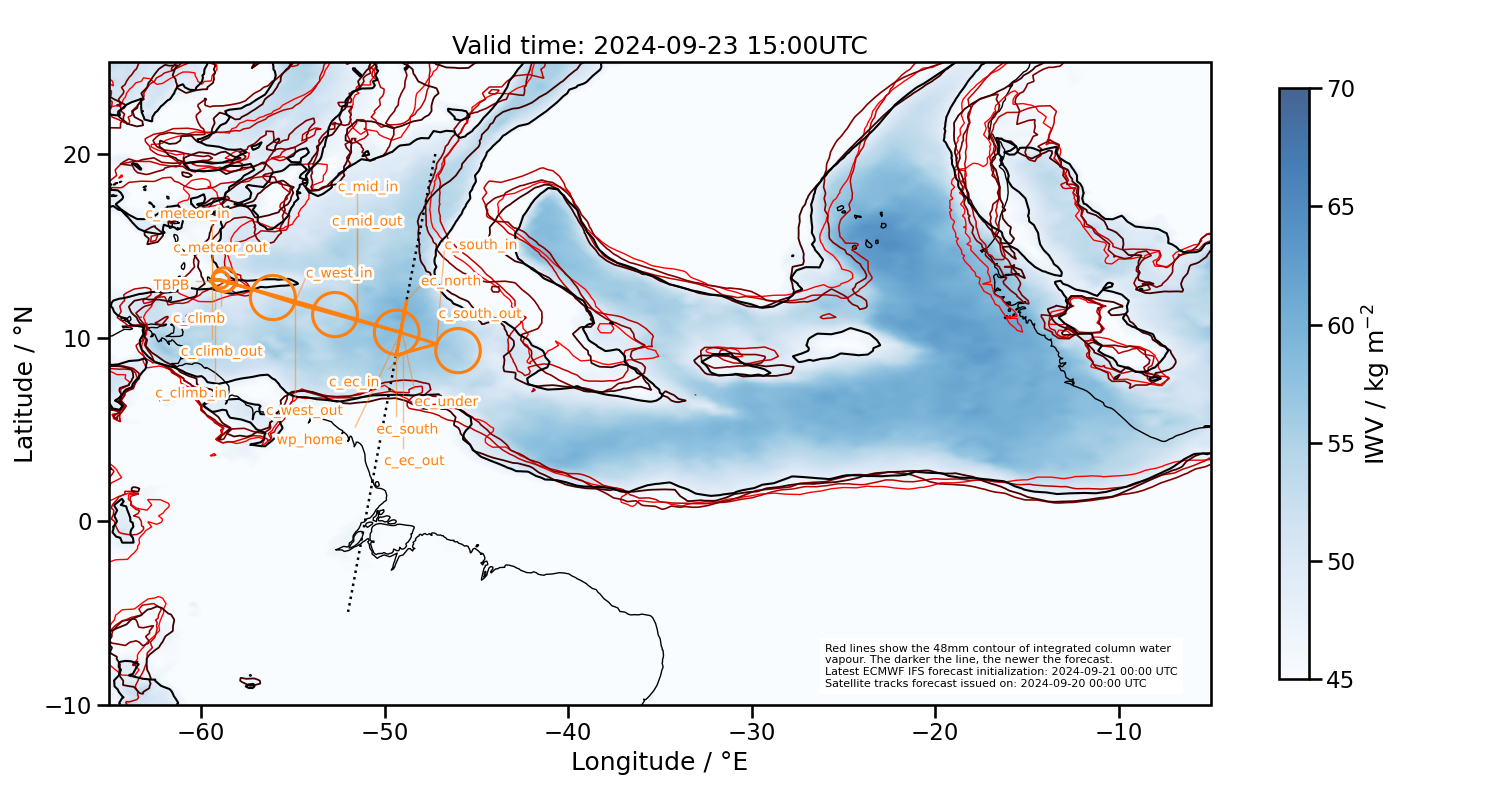 Valid time: 2024-09-23 15:00UTC
Latitude / °N
20
10
0
−10
−60
−50
−40
−30
−20
−10
Longitude / °E
c_mid_in
c_meteor_in
c_mid_out
c_meteor_out
c_south_in
c_west_in
TBPB
ec_north
c_climb
c_south_out
c_climb_out
c_ec_in
c_climb_in
ec_under
c_west_out
ec_south
wp_home
c_ec_out
Red lines show the 48mm contour of integrated column water
vapour. The darker the line, the newer the forecast.
Latest ECMWF IFS forecast initialization: 2024-09-21 00:00 UTC
Satellite tracks forecast issued on: 2024-09-20 00:00 UTC
70
65
60
55
50
45
IWV / kg m⁻²